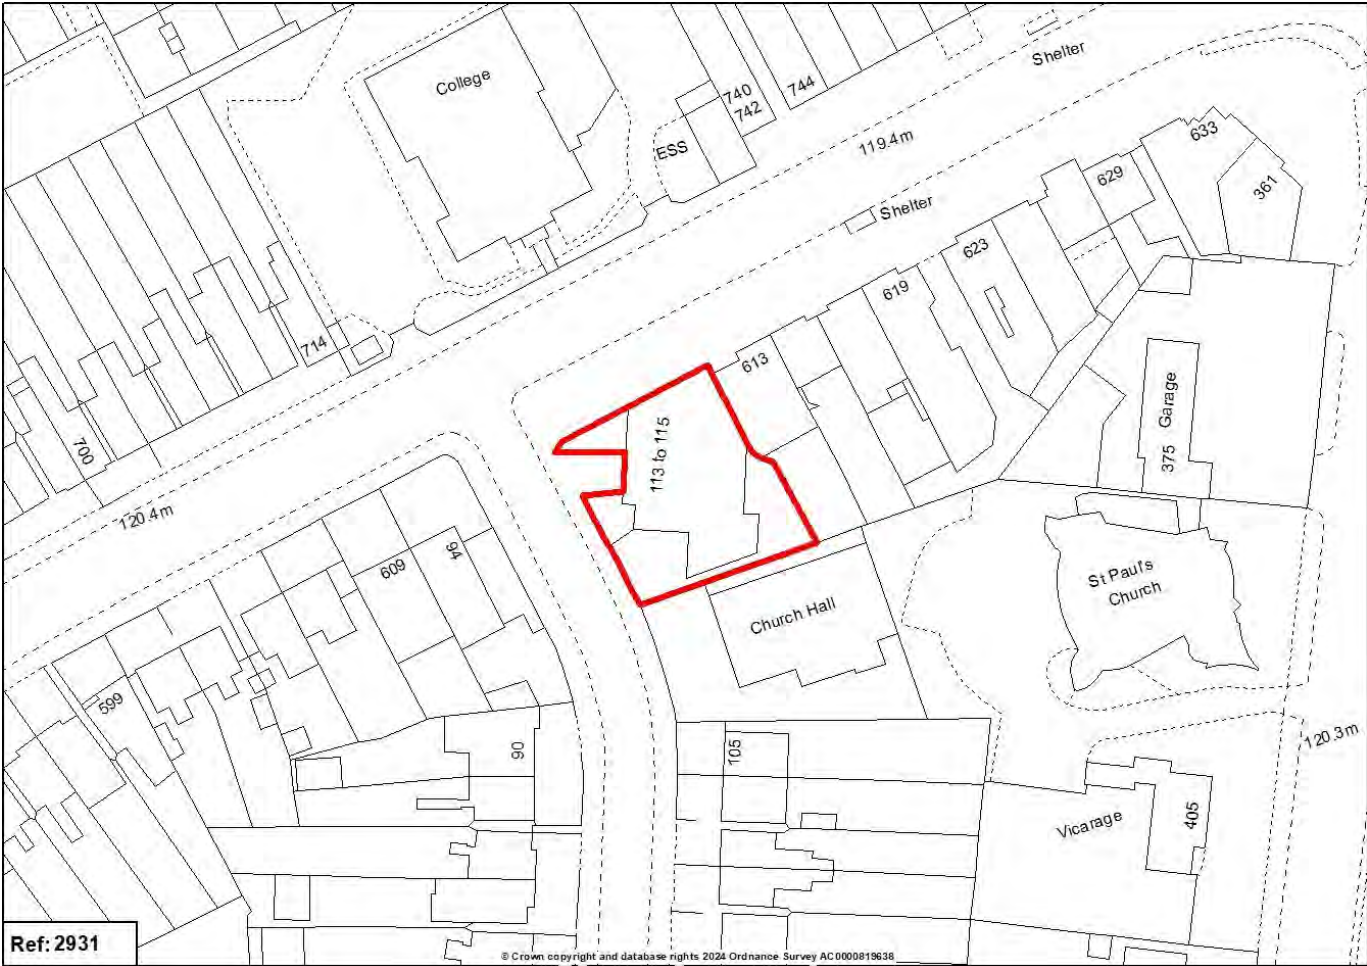 Shelter
College
740
742
744
633
119.4m
ESS
629
361
Shelter
623
619
714
613
Garage
375
113 to 115
700
120.4m
94
609
St Paul's
Church
Church Hall
599
120.3m
90
105
405
Vicarage
Ref: 2931
© Crown copyright and database rights 2024 Ordnance Survey AC0000819638